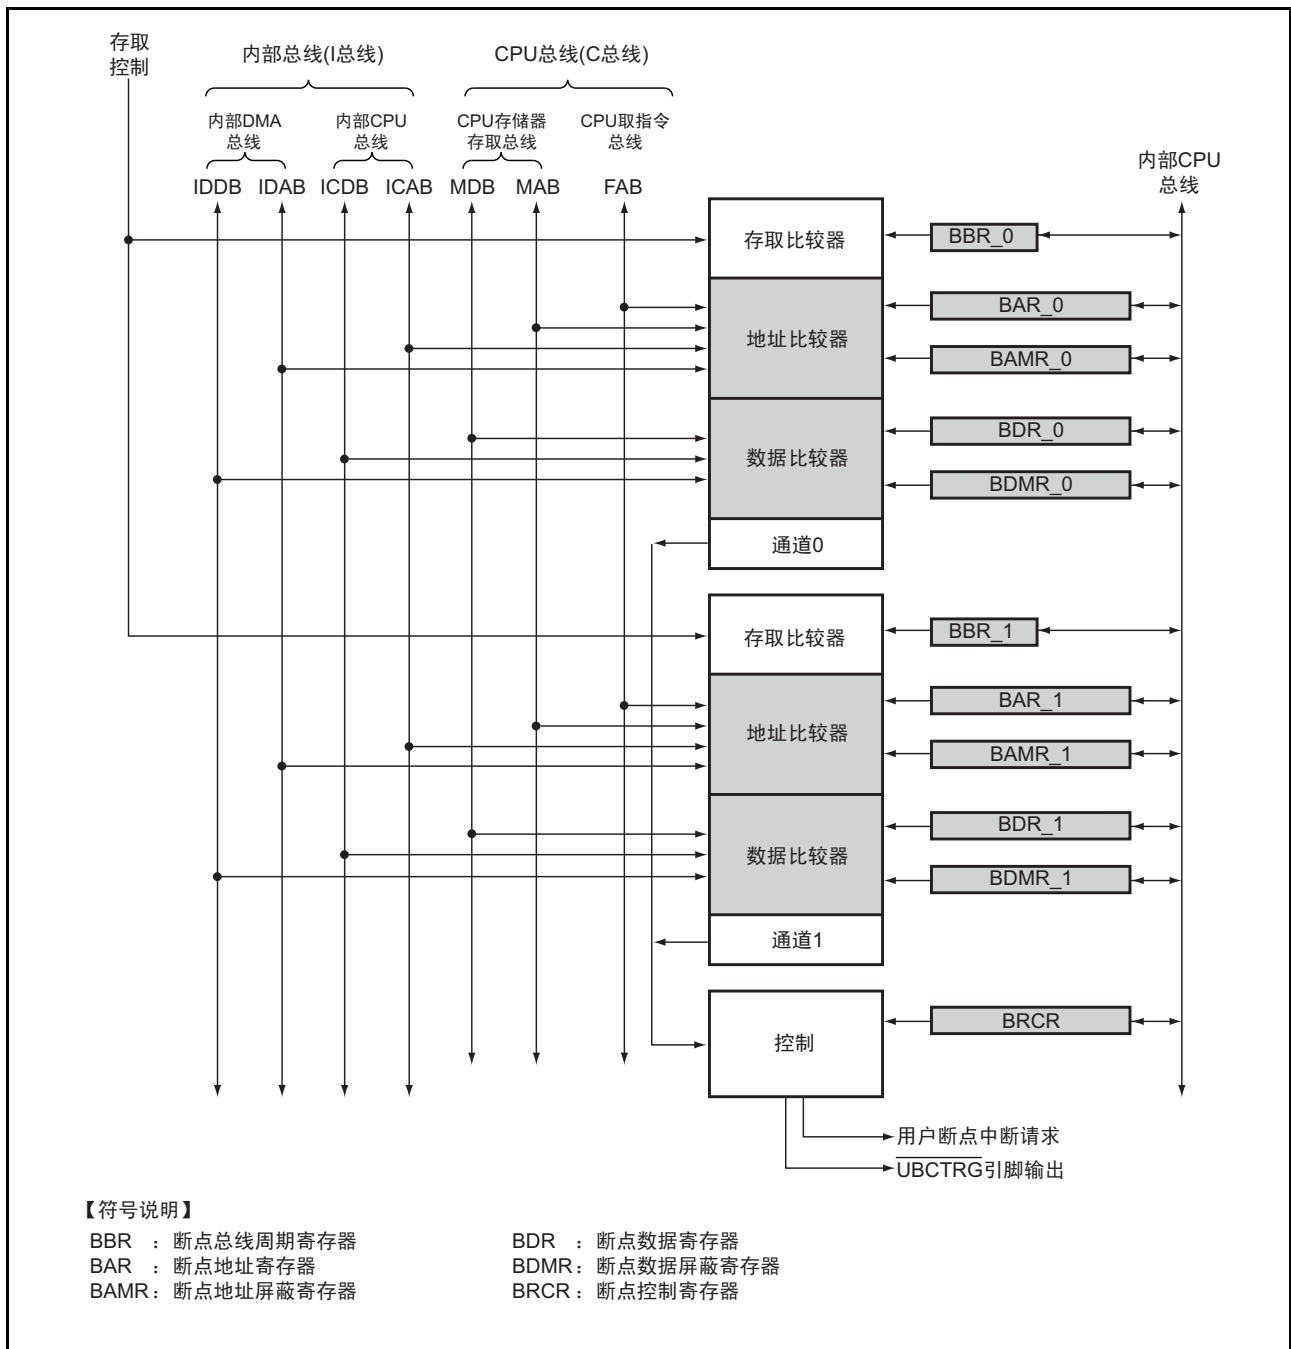 存取
控制
内部总线(I总线)
CPU总线(C总线)
内部DMA
总线
内部CPU
总线
CPU存储器
存取总线
CPU取指令
总线
IDDB
IDAB
ICDB
ICAB
MDB
MAB
FAB
内部CPU
总线
存取比较器
BBR_0
地址比较器
BAR_0
BAMR_0
数据比较器
BDR_0
BDMR_0
通道0
存取比较器
BBR_1
地址比较器
BAR_1
BAMR_1
数据比较器
BDR_1
BDMR_1
通道1
控制
BRCR
用户断点中断请求
UBCTRG引脚输出
【符号说明】
BBR ：断点总线周期寄存器
BAR ：断点地址寄存器
BAMR：断点地址屏蔽寄存器
BDR ：断点数据寄存器
BDMR：断点数据屏蔽寄存器
BRCR：断点控制寄存器